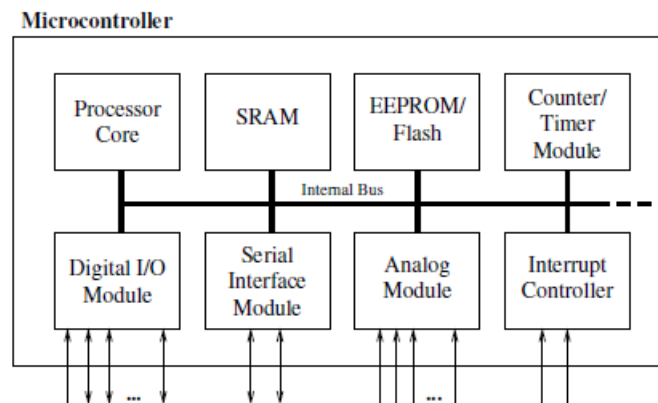 Microcontroller
Processor
Core
SRAM
EEPROM/
Flash
Counter/
Timer
Module
Internal Bus
Digital I/O
Module
Serial
Interface
Module
Analog
Module
Interrupt
Controller
...
...